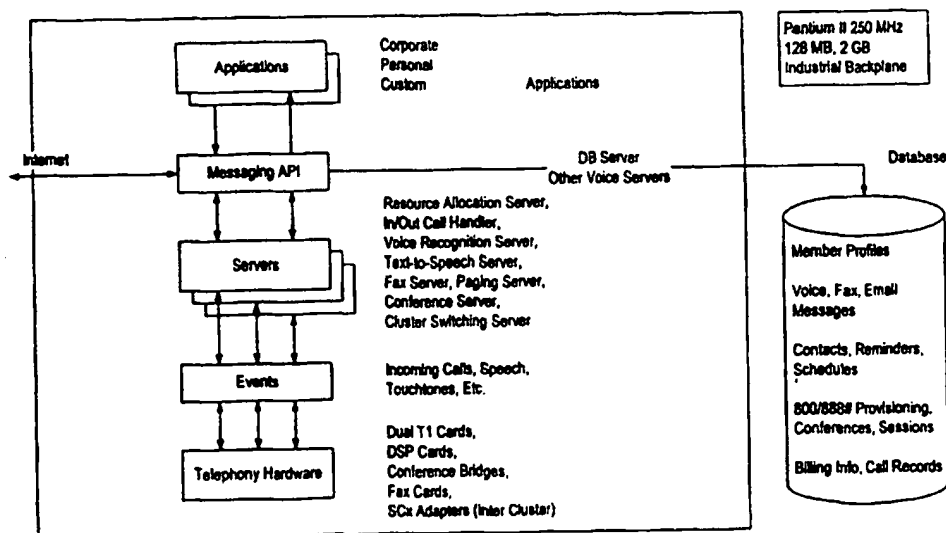 Applications
Corporate
Personal
Custom
Applications
Pentium II 250 MHz
128 MB, 2 GB
Industrial Backplane
Internet
Messaging API
DB Server
Other Voice Servers
Database
Resource Allocation Server,
In/Out Call Handler,
Voice Recognition Server,
Text-to-Speech Server,
Fax Server, Paging Server,
Conference Server,
Cluster Switching Server
Servers
Member Profiles
Voice, Fax, Email
Messages
Contacts, Reminders,
Schedules
800/888# Provisioning,
Conferences, Sessions
Billing Info, Call Records
Events
Incoming Calls, Speech,
Touchtones, Etc.
Telephony Hardware
Dual T1 Cards,
DSP Cards,
Conference Bridges,
Fax Cards,
SCx Adapters (Inter Cluster)